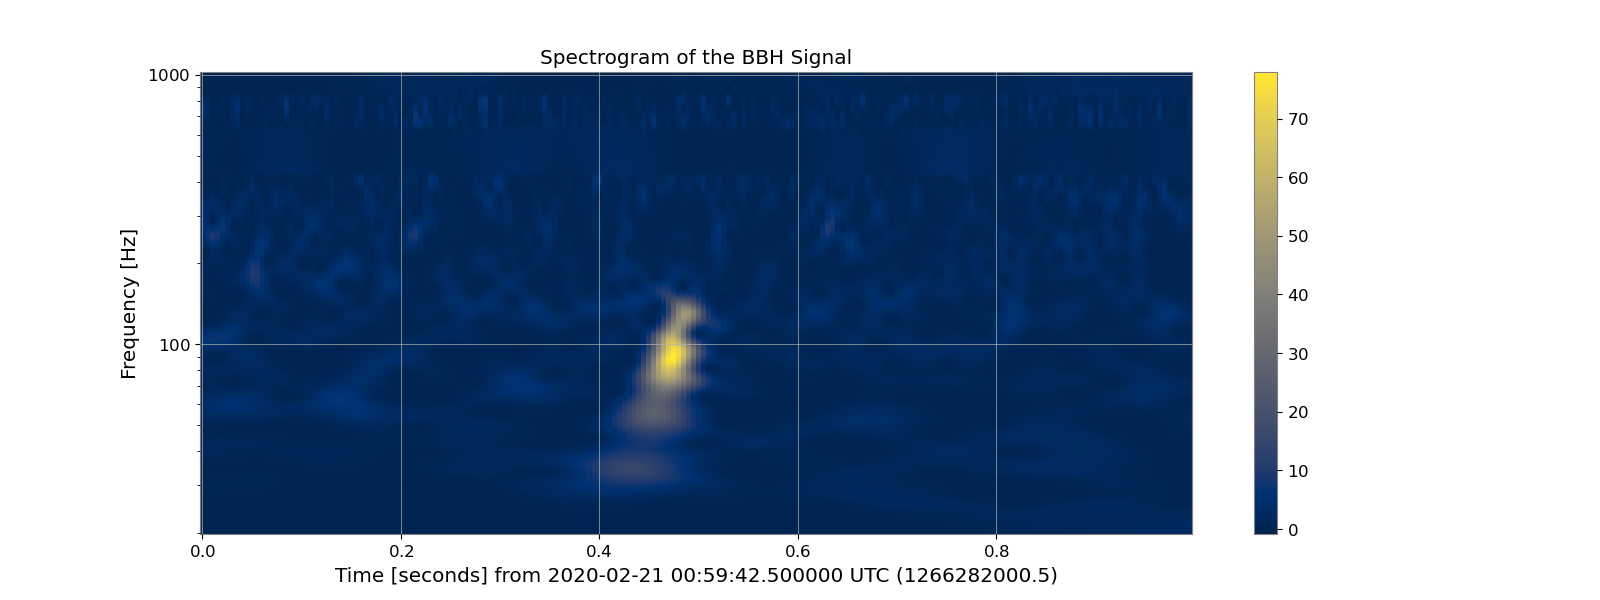 Spectrogram of the BBH Signal
1000
100
Frequency [Hz]
0.0 0.2 0.4 0.6 0.8
Time [seconds] from 2020-02-21 00:59:42.500000 UTC (1266282000.5)
70
60
50
40
30
20
10
0